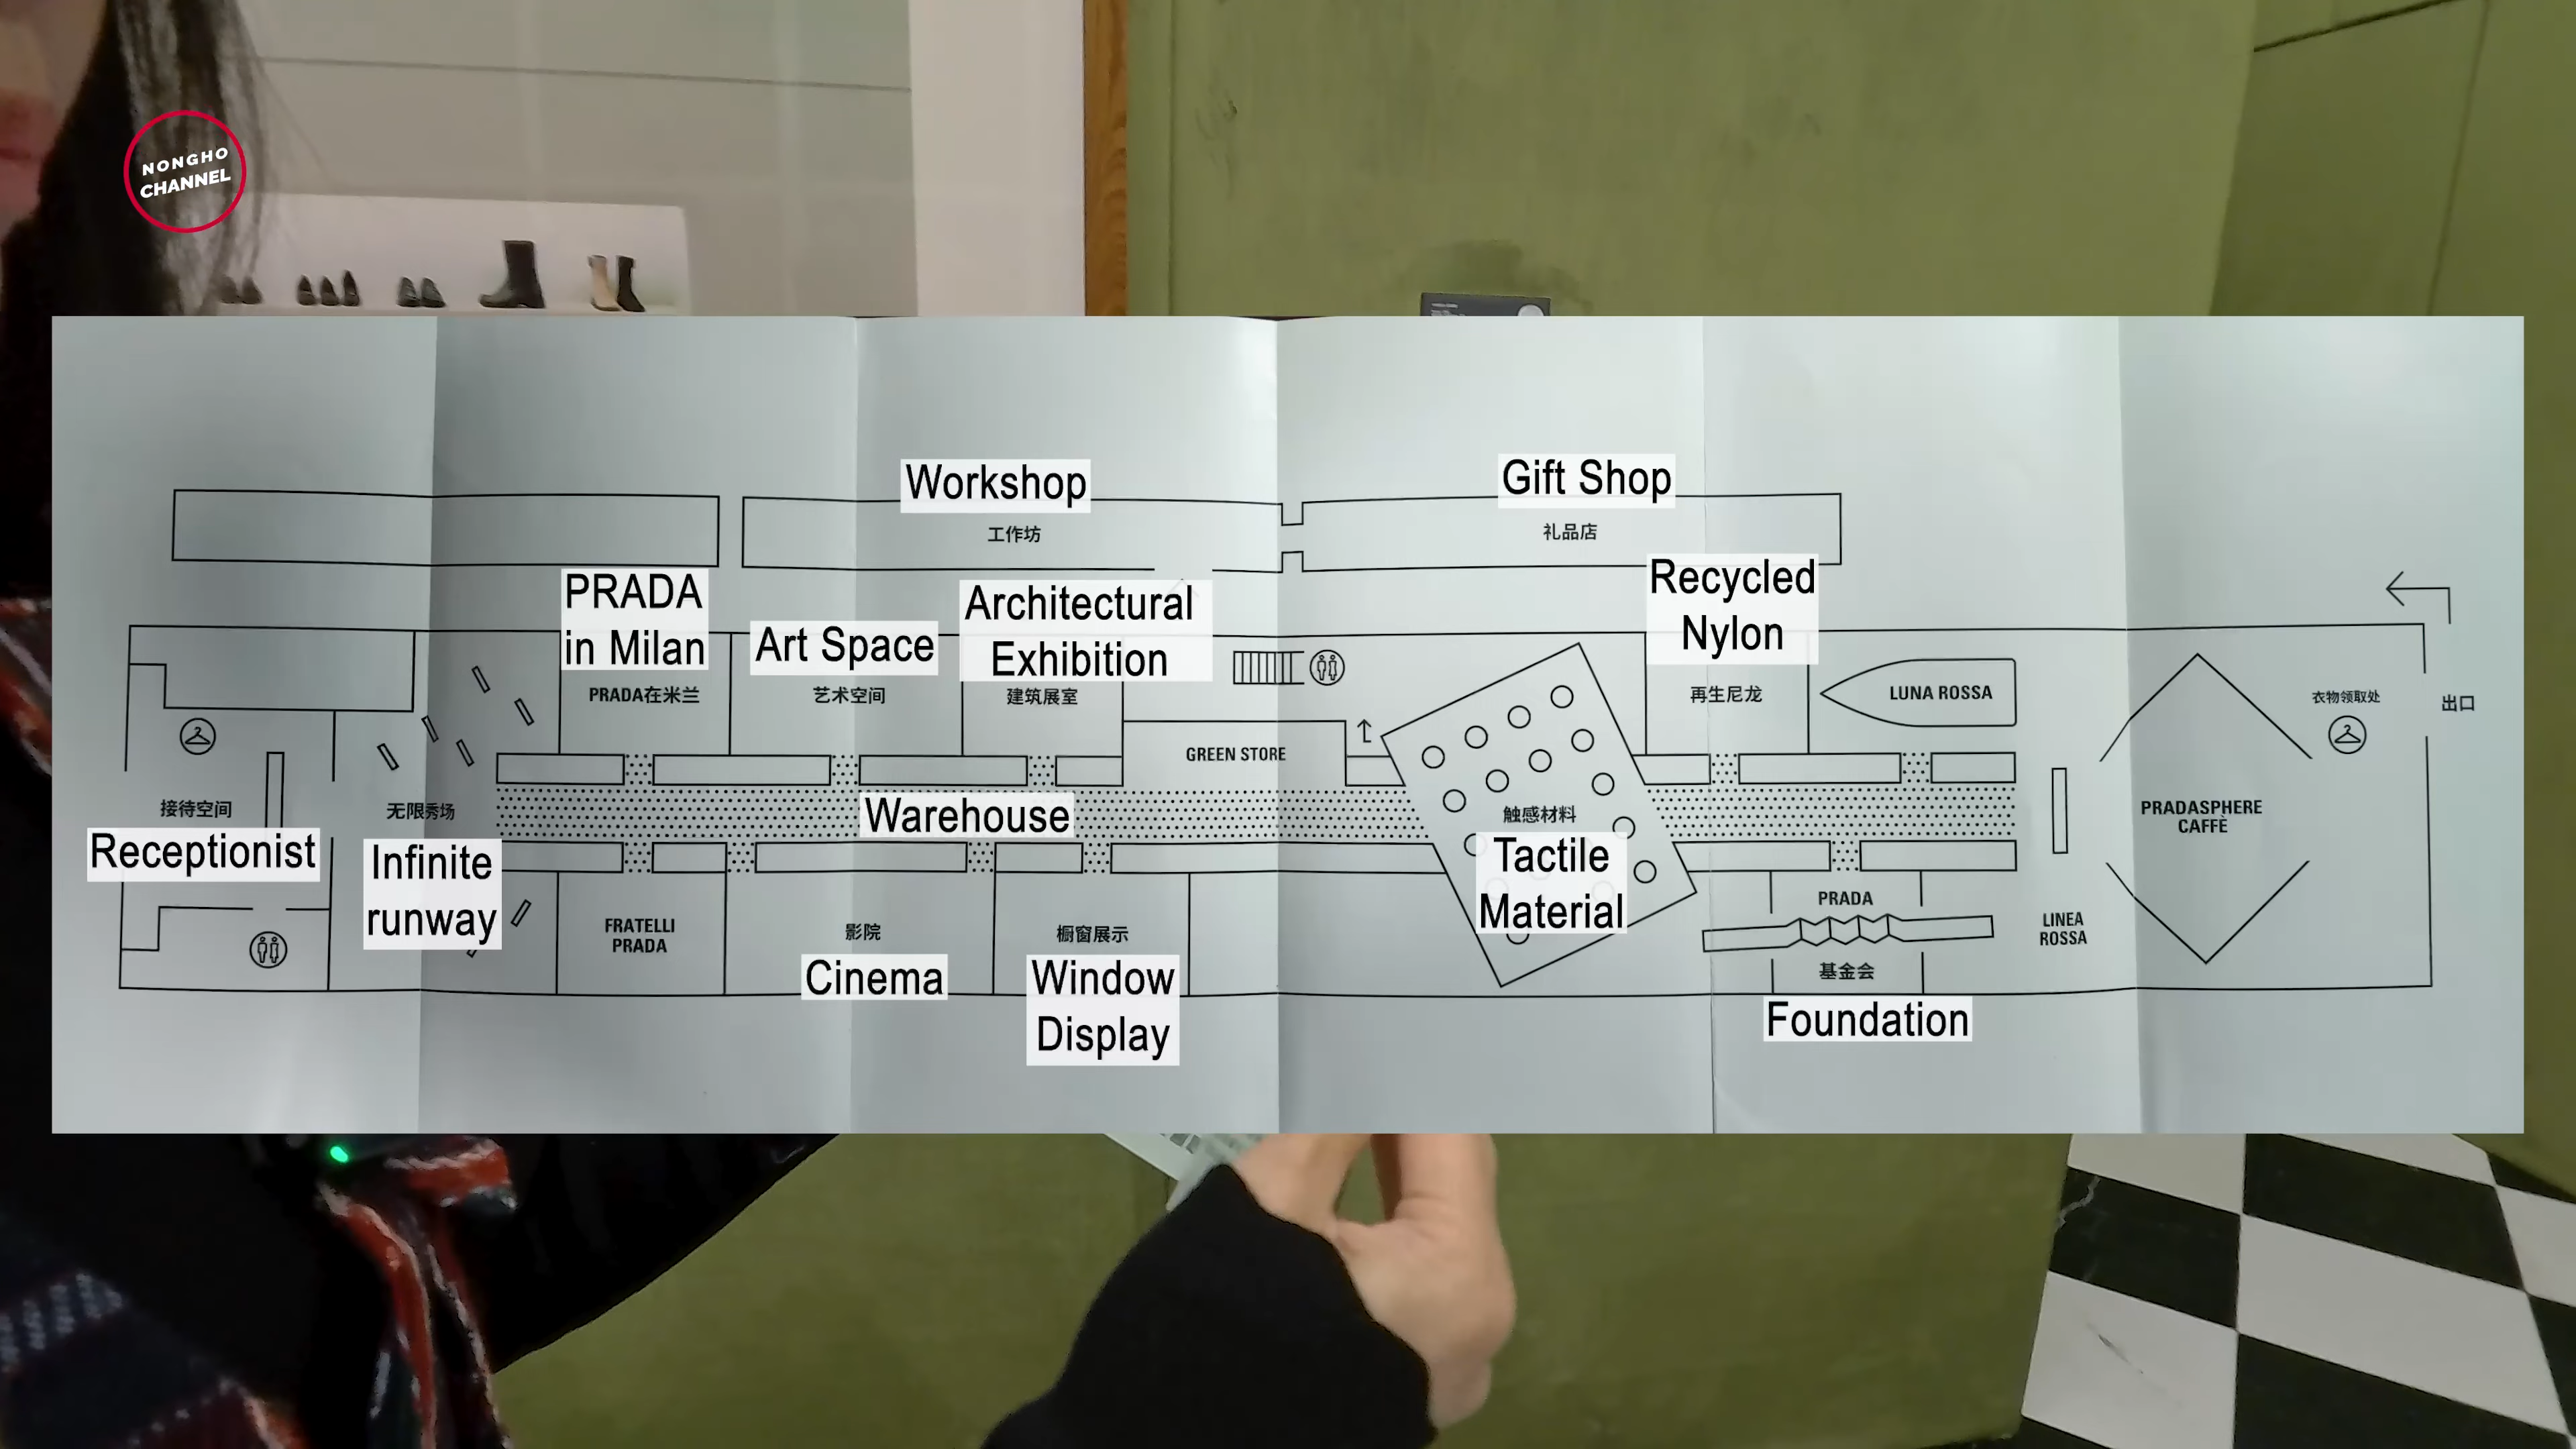 NONGHO
CHANNEL
Workshop
工作坊
Gift Shop
礼品店
PRADA
in Milan
PRADA在米兰
Art Space
艺术空间
Architectural
Exhibition
建筑展室
Recycled
Nylon
再生尼龙
LUNA ROSSA
衣物领取处
出口
GREEN STORE
接待空间
Receptionist
无限秀场
Infinite
runway
Warehouse
触感材料
Tactile
Material
PRADASPHERE
CAFFÈ
FRATELLI
PRADA
影院
Cinema
橱窗展示
Window
Display
PRADA
基金会
Foundation
LINEA
ROSSA